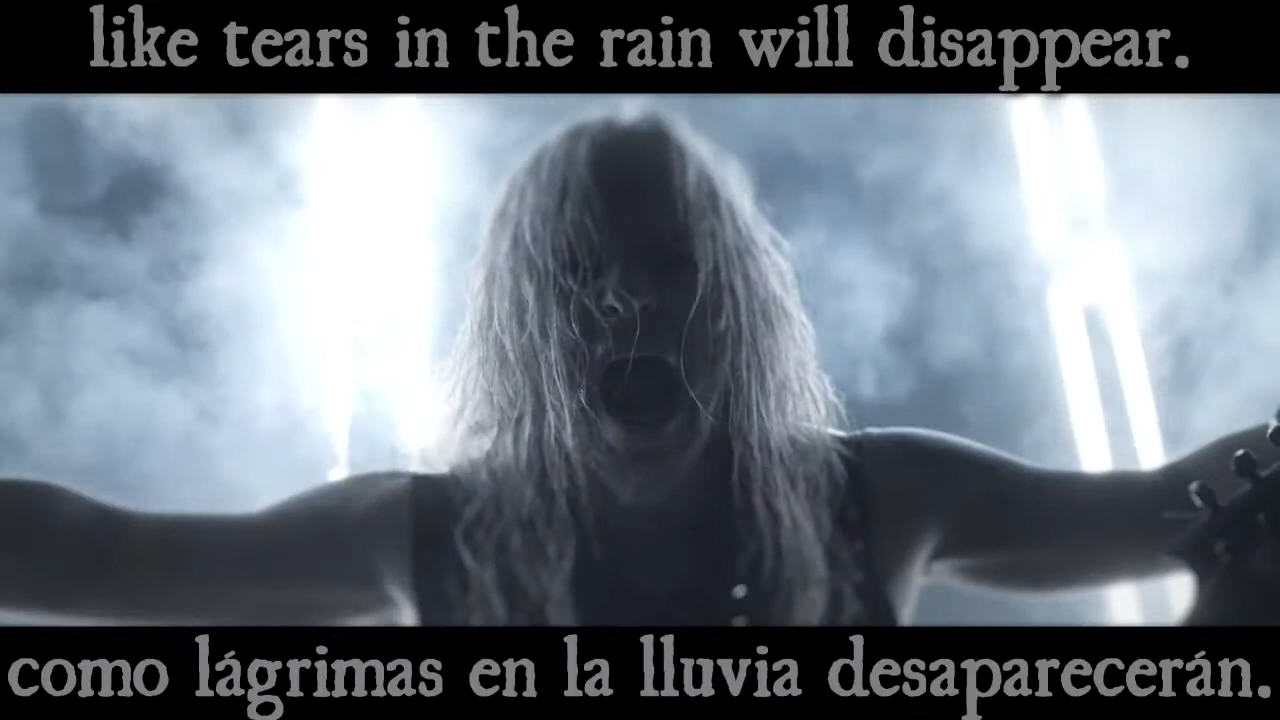 like tears in the rain will disappear.
como lágrimas en la lluvia desaparecerán.